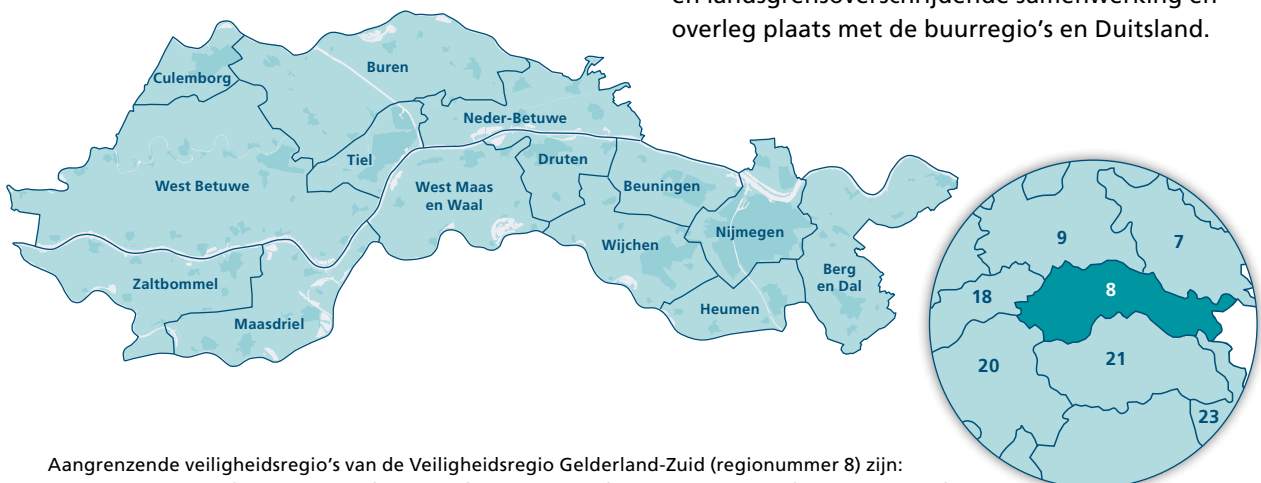 overleg plaats met de buurregio's en Duitsland.
Culemborg
Buren
Neder-Betuwe
Tiel
Druten
West Betuwe
West Maas
en Waal
Beuningen
Nijmegen
Wijchen
Berg
en Dal
Zaltbommel
Heumen
Maasdriel
9
7
18
8
20
21
23
Aangrenzende veiligheidsregio's van de Veiligheidsregio Gelderland-Zuid (regionummer 8) zijn: